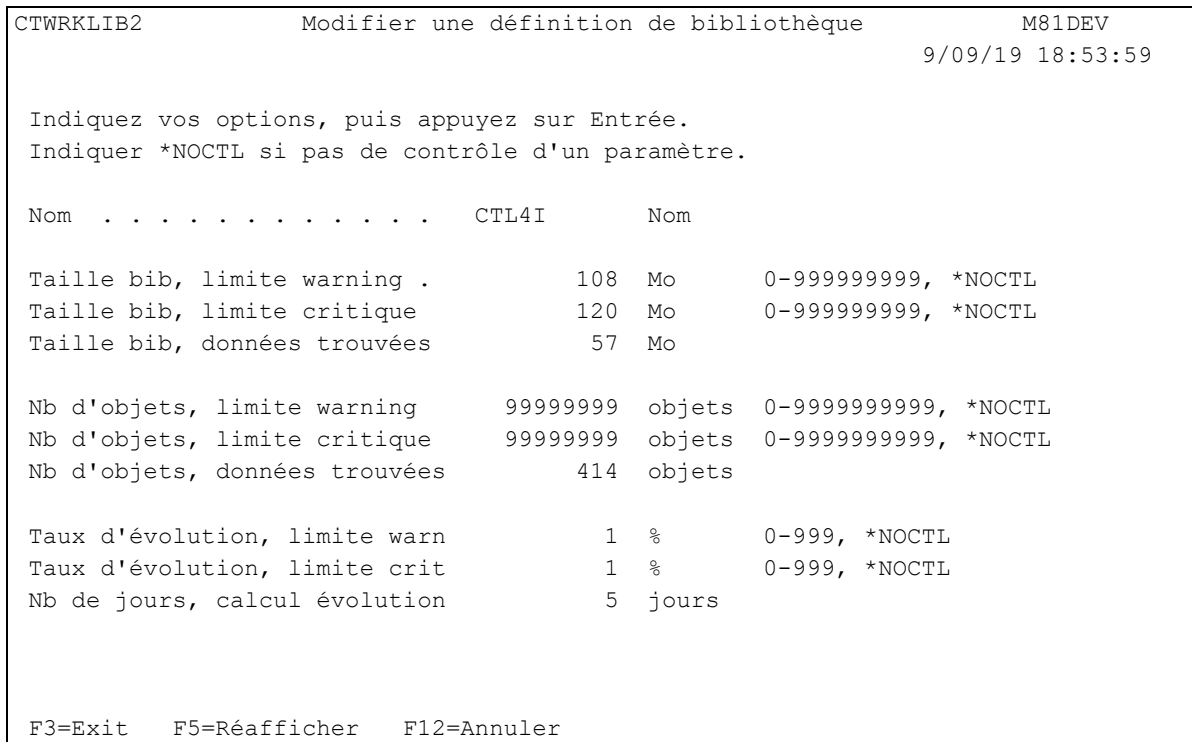 CTWRKLIB2 Modifier une définition de bibliothèque M81DEV
9/09/19 18:53:59
Indiquez vos options, puis appuyez sur Entrée.
Indiquer *NOCTL si pas de contrôle d'un paramètre.
Nom . . . . . . . . . . . . CTL4I Nom
Taille bib, limite warning . 108 Mo 0-999999999, *NOCTL
Taille bib, limite critique 120 Mo 0-999999999, *NOCTL
Taille bib, données trouvées 57 Mo
Nb d'objets, limite warning 99999999 objets 0-9999999999, *NOCTL
Nb d'objets, limite critique 99999999 objets 0-9999999999, *NOCTL
Nb d'objets, données trouvées 414 objets
Taux d'évolution, limite warn 1 % 0-999, *NOCTL
Taux d'évolution, limite crit 1 % 0-999, *NOCTL
Nb de jours, calcul évolution 5 jours
F3=Exit F5=Réafficher F12=Annuler